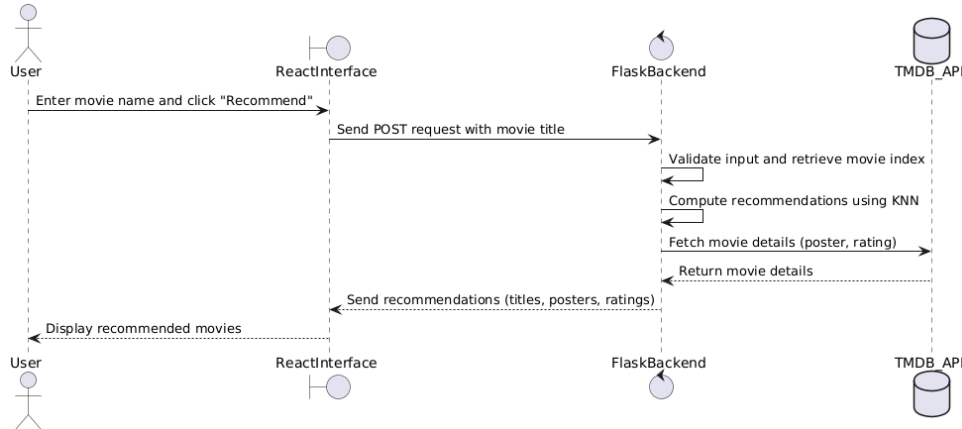 User
ReactInterface
FlaskBackend
TMDB_API
Enter movie name and click "Recommend"
Send POST request with movie title
Validate input and retrieve movie index
Compute recommendations using KNN
Fetch movie details (poster, rating)
Return movie details
Send recommendations (titles, posters, ratings)
Display recommended movies
User
ReactInterface
FlaskBackend
TMDB_API